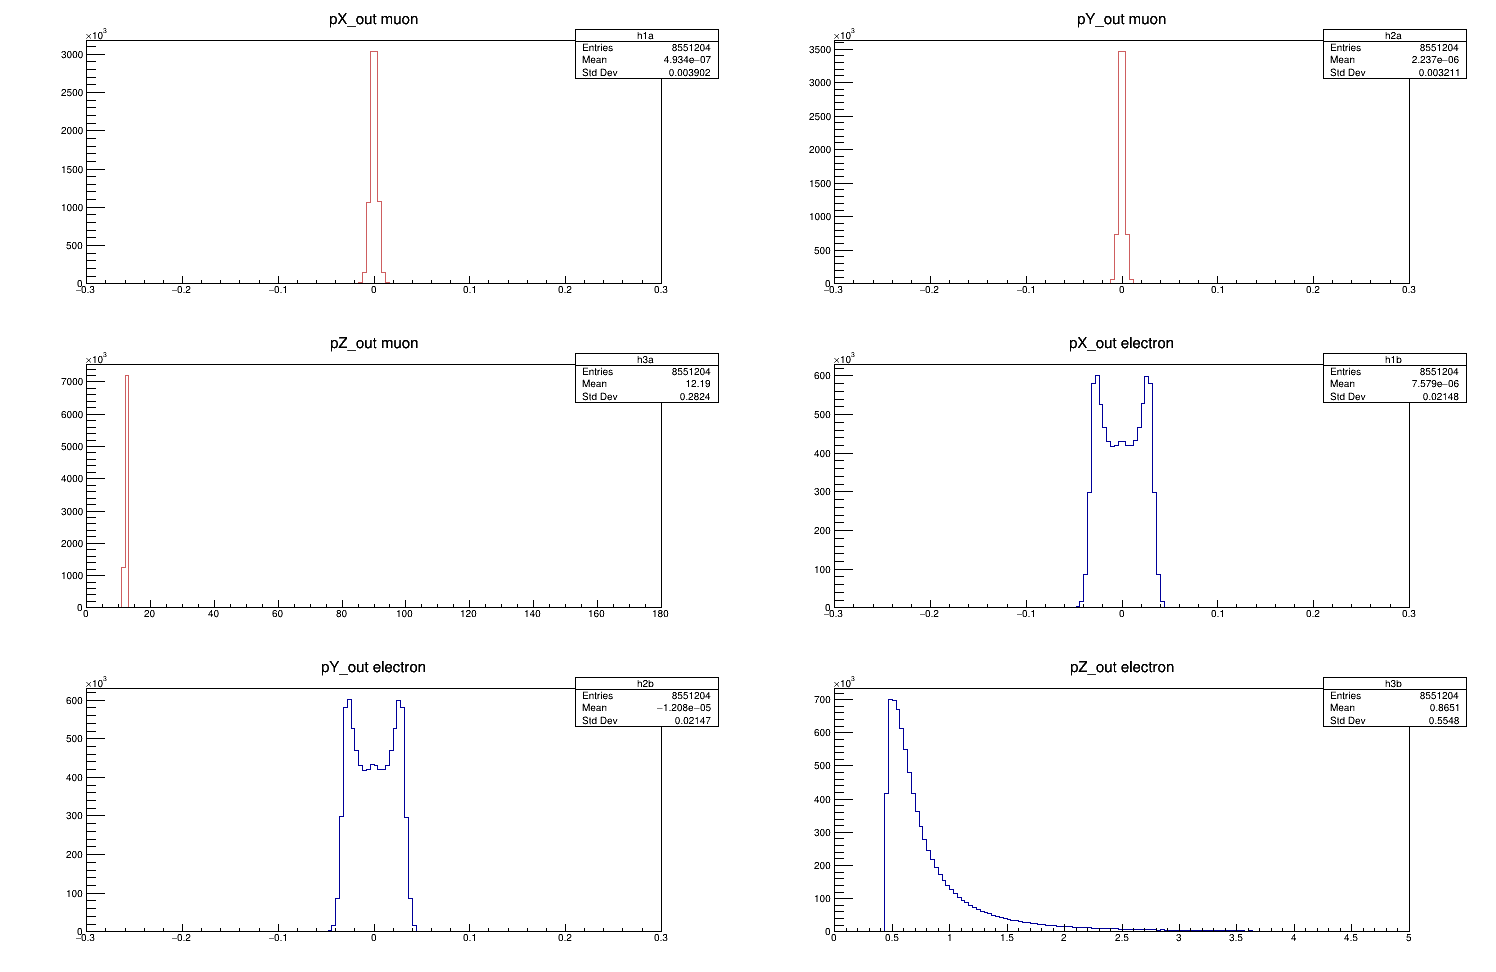 pX_out muon
×10³
h1a
Entries 8551204
Mean 4.934e−07
Std Dev 0.003902
3000
2500
2000
1500
1000
500
0
−0.3 −0.2 −0.1 0 0.1 0.2 0.3
pY_out muon
×10³
h2a
Entries 8551204
Mean 2.237e−06
Std Dev 0.003211
3500
3000
2500
2000
1500
1000
500
0
−0.3 −0.2 −0.1 0 0.1 0.2 0.3
pZ_out muon
×10³
h3a
Entries 8551204
Mean 12.19
Std Dev 0.2824
7000
6000
5000
4000
3000
2000
1000
0
0 20 40 60 80 100 120 140 160 180
pX_out electron
×10³
h1b
Entries 8551204
Mean 7.579e−06
Std Dev 0.02148
600
500
400
300
200
100
0
−0.3 −0.2 −0.1 0 0.1 0.2 0.3
pY_out electron
×10³
h2b
Entries 8551204
Mean −1.208e−05
Std Dev 0.02147
600
500
400
300
200
100
0
−0.3 −0.2 −0.1 0 0.1 0.2 0.3
pZ_out electron
×10³
h3b
Entries 8551204
Mean 0.8651
Std Dev 0.5548
700
600
500
400
300
200
100
0
0 0.5 1 1.5 2 2.5 3 3.5 4 4.5 5